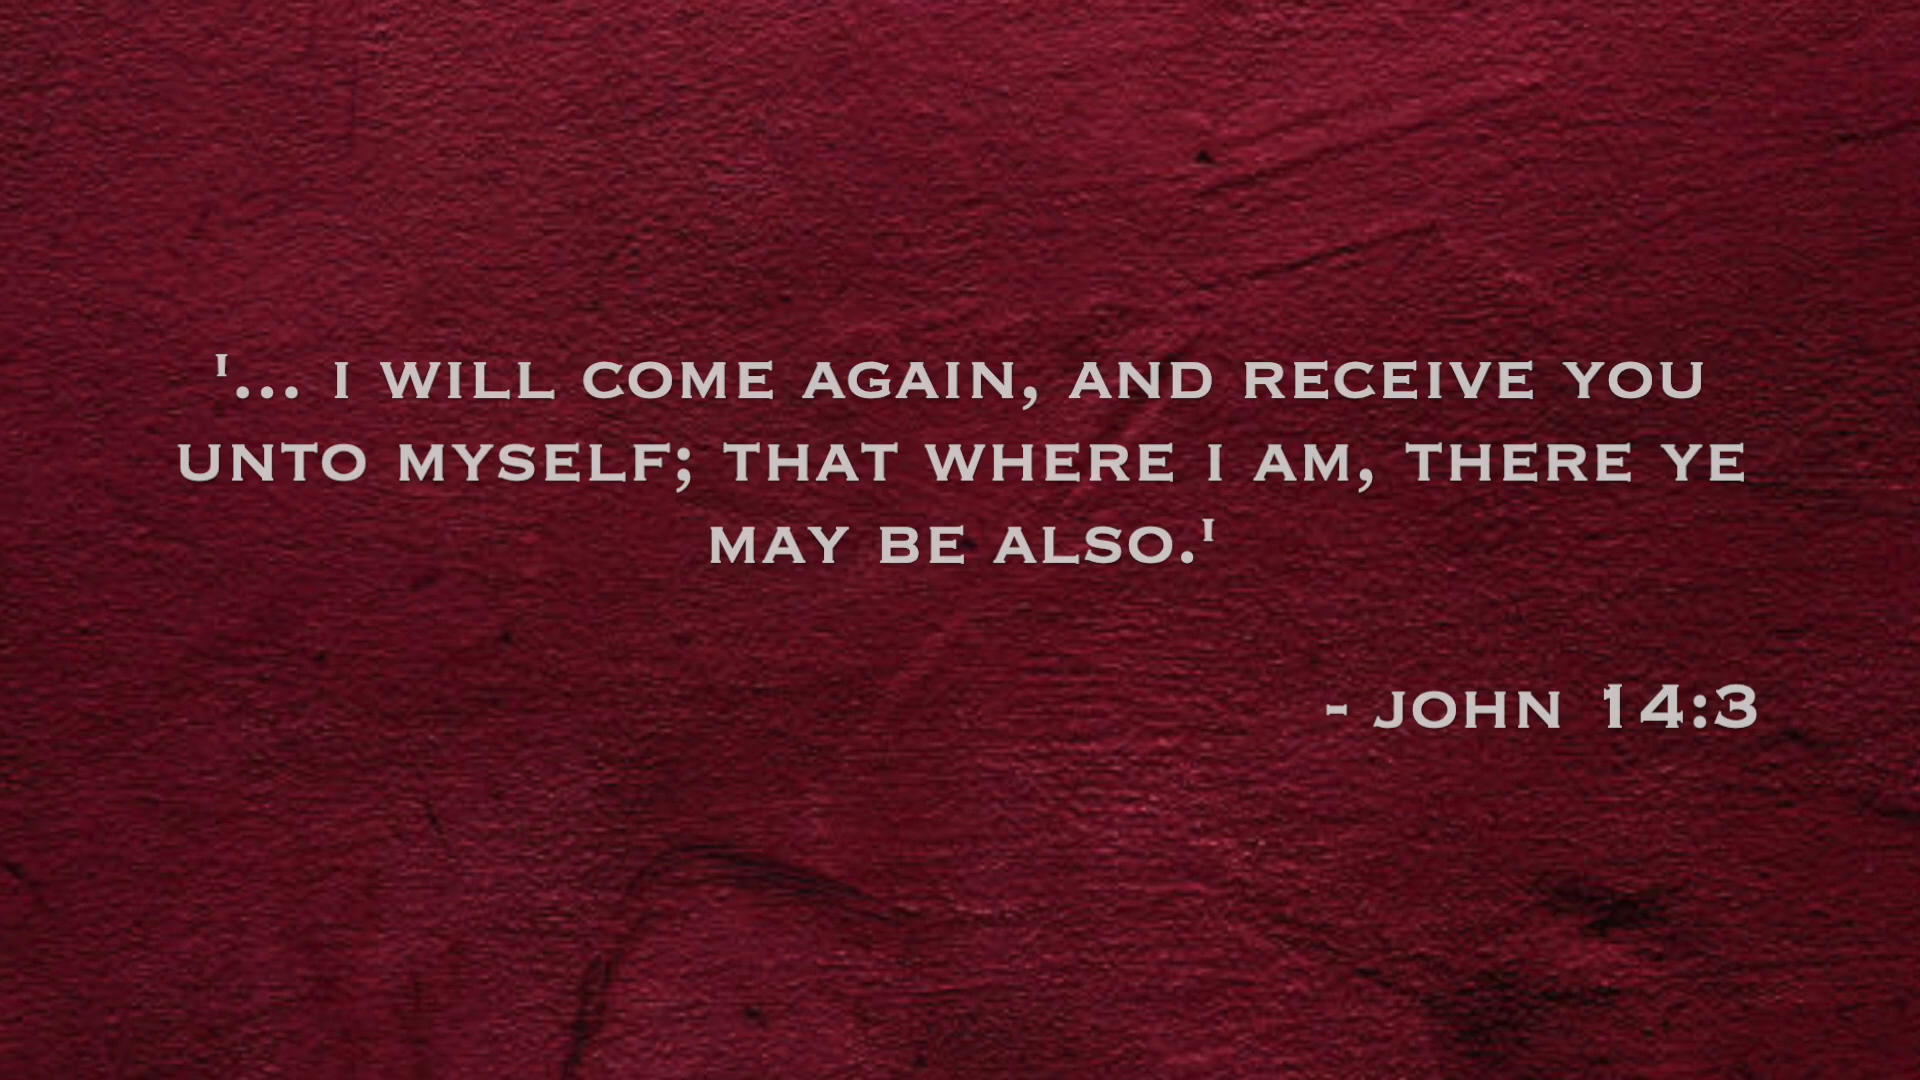 '... I WILL COME AGAIN, AND RECEIVE YOU
UNTO MYSELF; THAT WHERE I AM, THERE YE
MAY BE ALSO.'
- JOHN 14:3